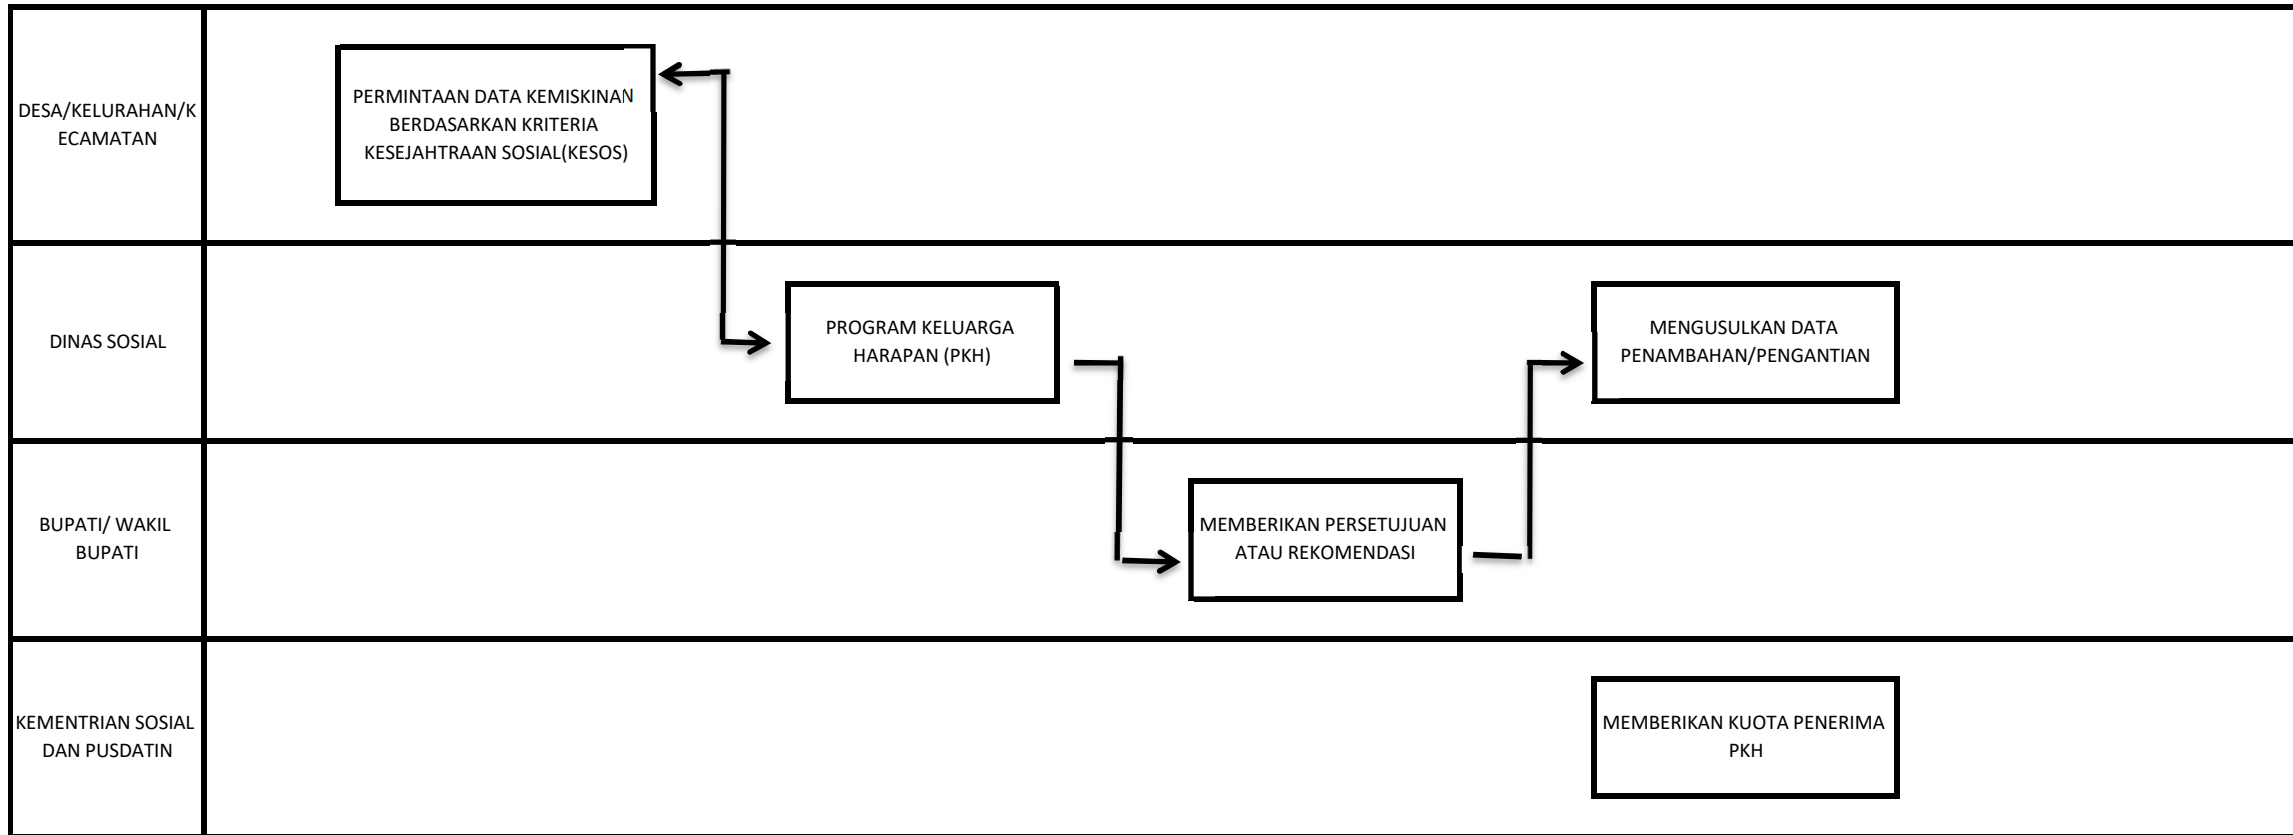 DESA/KELURAHAN/K
ECAMATAN
PERMINTAAN DATA KEMISKINAN
BERDASARKAN KRITERIA
KESEJAHTRAAN SOSIAL(KESOS)
DINAS SOSIAL
PROGRAM KELUARGA
HARAPAN (PKH)
MENGUSULKAN DATA
PENAMBAHAN/PENGANTIAN
BUPATI/ WAKIL
BUPATI
MEMBERIKAN PERSETUJUAN
ATAU REKOMENDASI
KEMENTRIAN SOSIAL
DAN PUSDATIN
MEMBERIKAN KUOTA PENERIMA
PKH